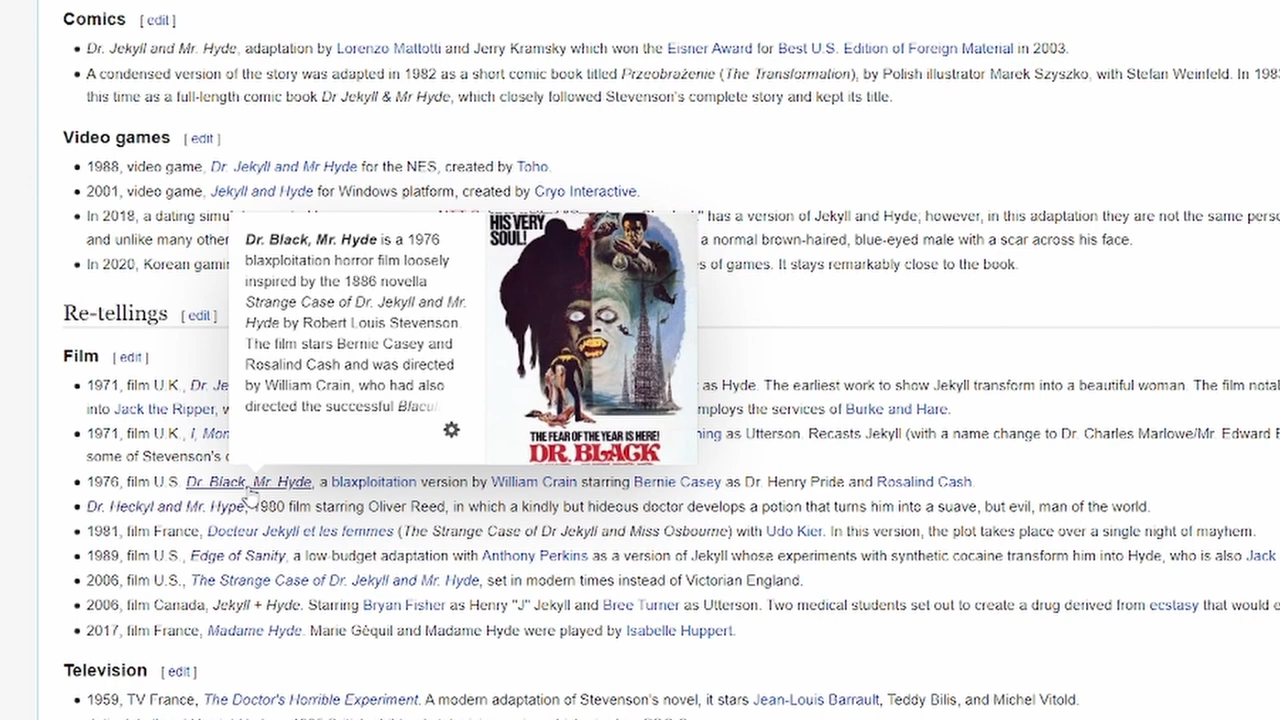 Comics [ edit ]
Dr. Jekyll and Mr. Hyde, adaptation by Lorenzo Mattotti and Jerry Kramsky which won the Eisner Award for Best U.S. Edition of Foreign Material in 2003.
A condensed version of the story was adapted in 1982 as a short comic book titled Przeobrażenie (The Transformation), by Polish illustrator Marek Szyszko, with Stefan Weinfeld. In 198
this time as a full-length comic book Dr Jekyll & Mr Hyde, which closely followed Stevenson's complete story and kept its title.
Video games [ edit ]
1988, video game, Dr. Jekyll and Mr Hyde for the NES, created by Toho.
2001, video game, Jekyll and Hyde for Windows platform, created by Cryo Interactive.
In 2018, a dating has a version of Jekyll and Hyde; however, in this adaptation they are not the same
and unlike many other a normal brown-haired, blue-eyed male with a scar across his face.
In 2020, Korean of games. It stays remarkably close to the book.
Dr. Black, Mr. Hyde is a 1976
blaxploitation horror film loosely
inspired by the 1886 novella
Strange Case of Dr. Jekyll and Mr.
Hyde by Robert Louis Stevenson.
The film stars Bernie Casey and
Rosalind Cash and was directed
by William Crain, who had also
directed the successful
HIS VERY
SOUL!
THE FEAR OF THE YEAR IS HERE!
DR. BLACK
Re-tellings [ edit ]
Film [ edit ]
1971, film U.K., Dr. as Hyde. The earliest work to show Jekyll transform into a beautiful woman. The film
into Jack the Ripper, employs the services of Burke and Hare.
1971, film U.K., I, as Utterson. Recasts Jekyll (with a name change to Dr. Charles Marlowe/Mr. Edward
some of Stevenson's
1976, film U.S. Dr. Black, Mr. Hyde, a blaxploitation version by William Crain starring Bernie Casey as Dr. Henry Pride and Rosalind Cash.
Dr. Heckyl and Mr. Hype, 1980 film starring Oliver Reed, in which a kindly but hideous doctor develops a potion that turns him into a suave, but evil, man of the world.
1981, film France, Docteur Jekyll et les femmes (The Strange Case of Dr Jekyll and Miss Osbourne) with Udo Kier. In this version, the plot takes place over a single night of mayhem.
1989, film U.S., Edge of Sanity, a low-budget adaptation with Anthony Perkins as a version of Jekyll whose experiments with synthetic cocaine transform him into Hyde, who is also Jack
2006, film U.S., The Strange Case of Dr. Jekyll and Mr. Hyde, set in modern times instead of Victorian England.
2006, film Canada, Jekyll + Hyde. Starring Bryan Fisher as Henry "J" Jekyll and Bree Turner as Utterson. Two medical students set out to create a drug derived from ecstasy that would
2017, film France, Madame Hyde. Marie Géquil and Madame Hyde were played by Isabelle Huppert.
Television [ edit ]
1959, TV France, The Doctor's Horrible Experiment. A modern adaptation of Stevenson's novel, it stars Jean-Louis Barrault, Teddy Bilis, and Michel Vitold.